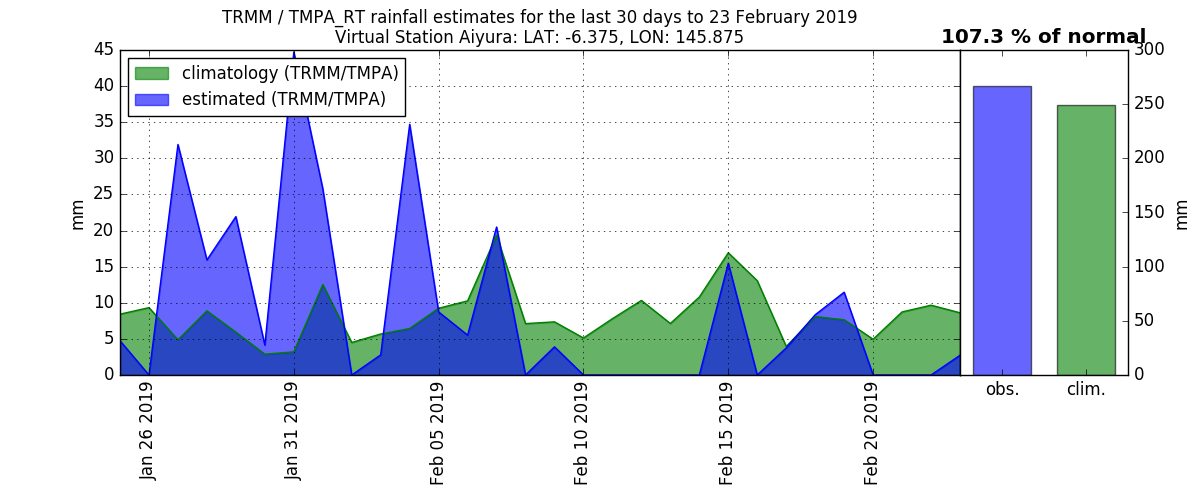 TRMM / TMPA_RT rainfall estimates for the last 30 days to 23 February 2019
Virtual Station Aiyura: LAT: -6.375, LON: 145.875
107.3 % of normal
climatology (TRMM/TMPA)
estimated (TRMM/TMPA)
mm
45
40
35
30
25
20
15
10
5
0
Jan 26 2019
Jan 31 2019
Feb 05 2019
Feb 10 2019
Feb 15 2019
Feb 20 2019
300
250
200
150
100
50
0
mm
obs.
clim.